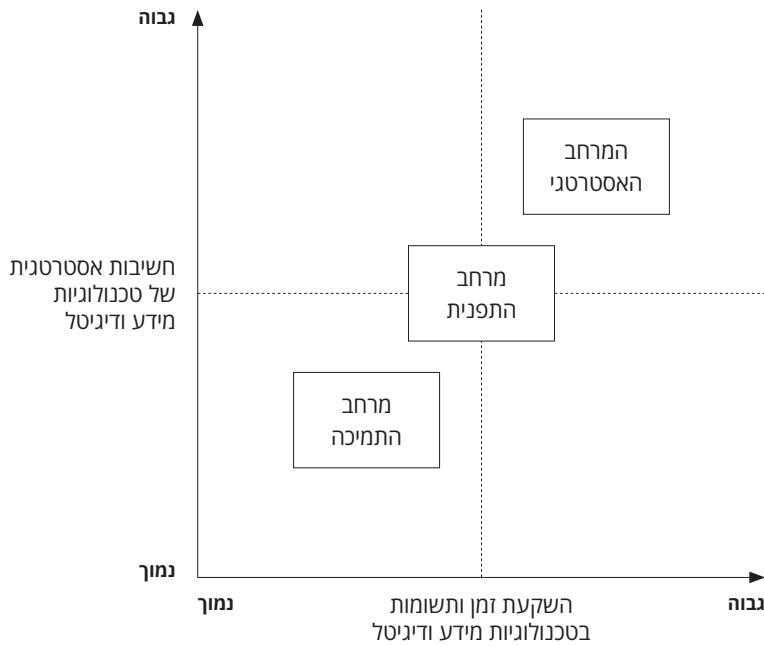 גבוה
המרחב
האסטרטגי
חשיבות אסטרטגית
של טכנולוגיות
מידע ודיגיטל
מרחב
התפנית
מרחב
התמיכה
נמוך
נמוך
השקעת זמן ותשומות
בטכנולוגיות מידע ודיגיטל
גבוה